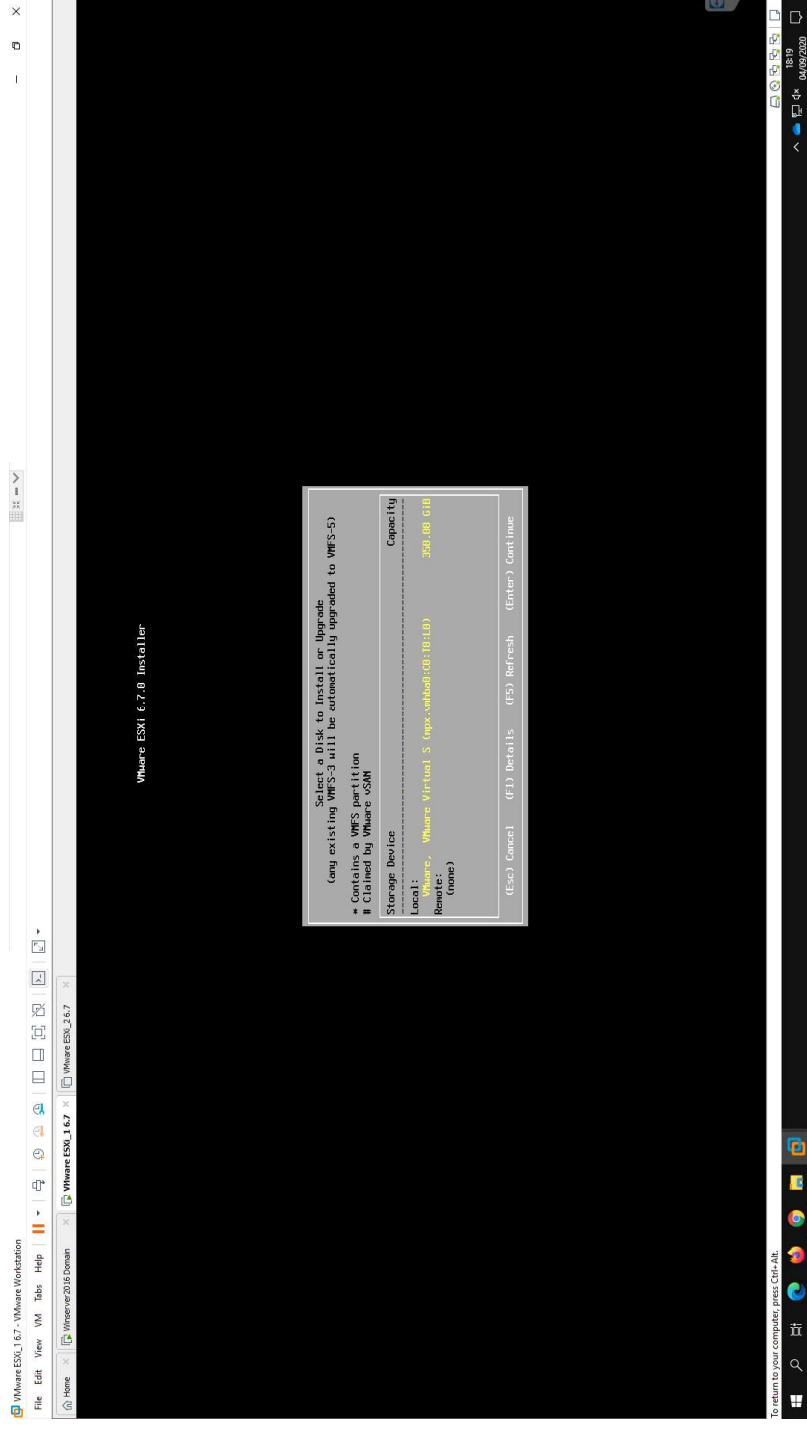 VMware ESXi_1 6.7 - VMware Workstation
File Edit View VM Tabs Help
Home
Winserver2016 Domain
VMware ESXi_1 6.7
VMware ESXi_2 6.7
VMware ESXi 6.7.0 Installer
Select a Disk to Install or Upgrade
(any existing VMFS-3 will be automatically upgraded to VMFS-5)
* Contains a VMFS partition
# Claimed by VMware vSAN
Storage Device Capacity
Local:
VMware, VMware Virtual S (mpx.vmhba0:C0:T0:L0) 350.00 GiB
Remote:
(none)
(Esc) Cancel (F1) Details (F5) Refresh (Enter) Continue
To return to your computer, press Ctrl+Alt.
18:19
04/09/2020